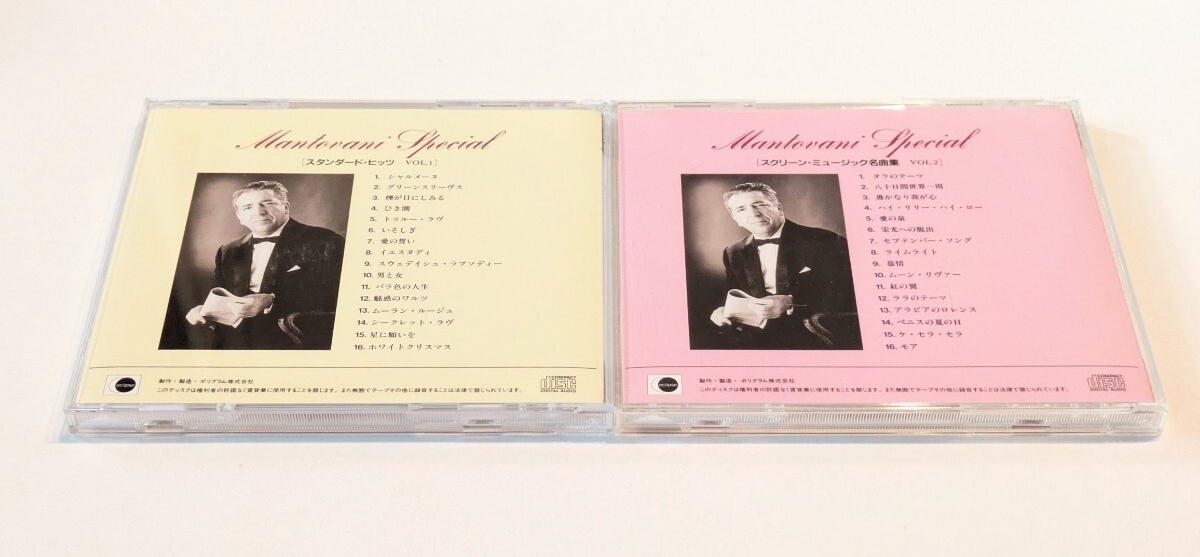 Mantovani Special
[スタンダード・ヒッツ VOL.1]
1. シャルメーヌ
2. グリーンスリーヴス
3. 煙が目にしみる
4. ひき潮
5. トゥルー・ラヴ
6. いそしぎ
7. 愛の誓い
8. イエスタデイ
9. スウェディシュ・ラプソディー
10. 男と女
11. バラ色の人生
12. 魅惑のワルツ
13. ムーラン・ルージュ
14. シークレット・ラヴ
15. 星に願いを
16. ホワイトクリスマス
eclipse
製作・製造・ポリグラム株式会社
このディスクは権利者の許諾なく賃貸業に使用することを禁じます。また無断でテープその他に録音することは法律で禁じられています。
COMPACT
disc
DIGITAL AUDIO
Mantovani Special
[スクリーン・ミュージック名曲集 VOL.2]
1. タラのテーマ
2. 八十日間世界一周
3. 愚かなり我が心
4. ハイ・リリー・ハイ・ロー
5. 愛の泉
6. 栄光への脱出
7. セプテンバー・ソング
8. ライムライト
9. 慕情
10. ムーン・リヴァー
11. 紅の翼
12. ララのテーマ
13. アラビアのロレンス
14. ベニスの夏の日
15. ケ・セラ・セラ
16. モア
eclipse
製作・製造・ポリグラム株式会社
このディスクは権利者の許諾なく賃貸業に使用することを禁じます。また無断でテープその他に録音することは法律で禁じられています。
COMPACT
disc
DIGITAL AUDIO